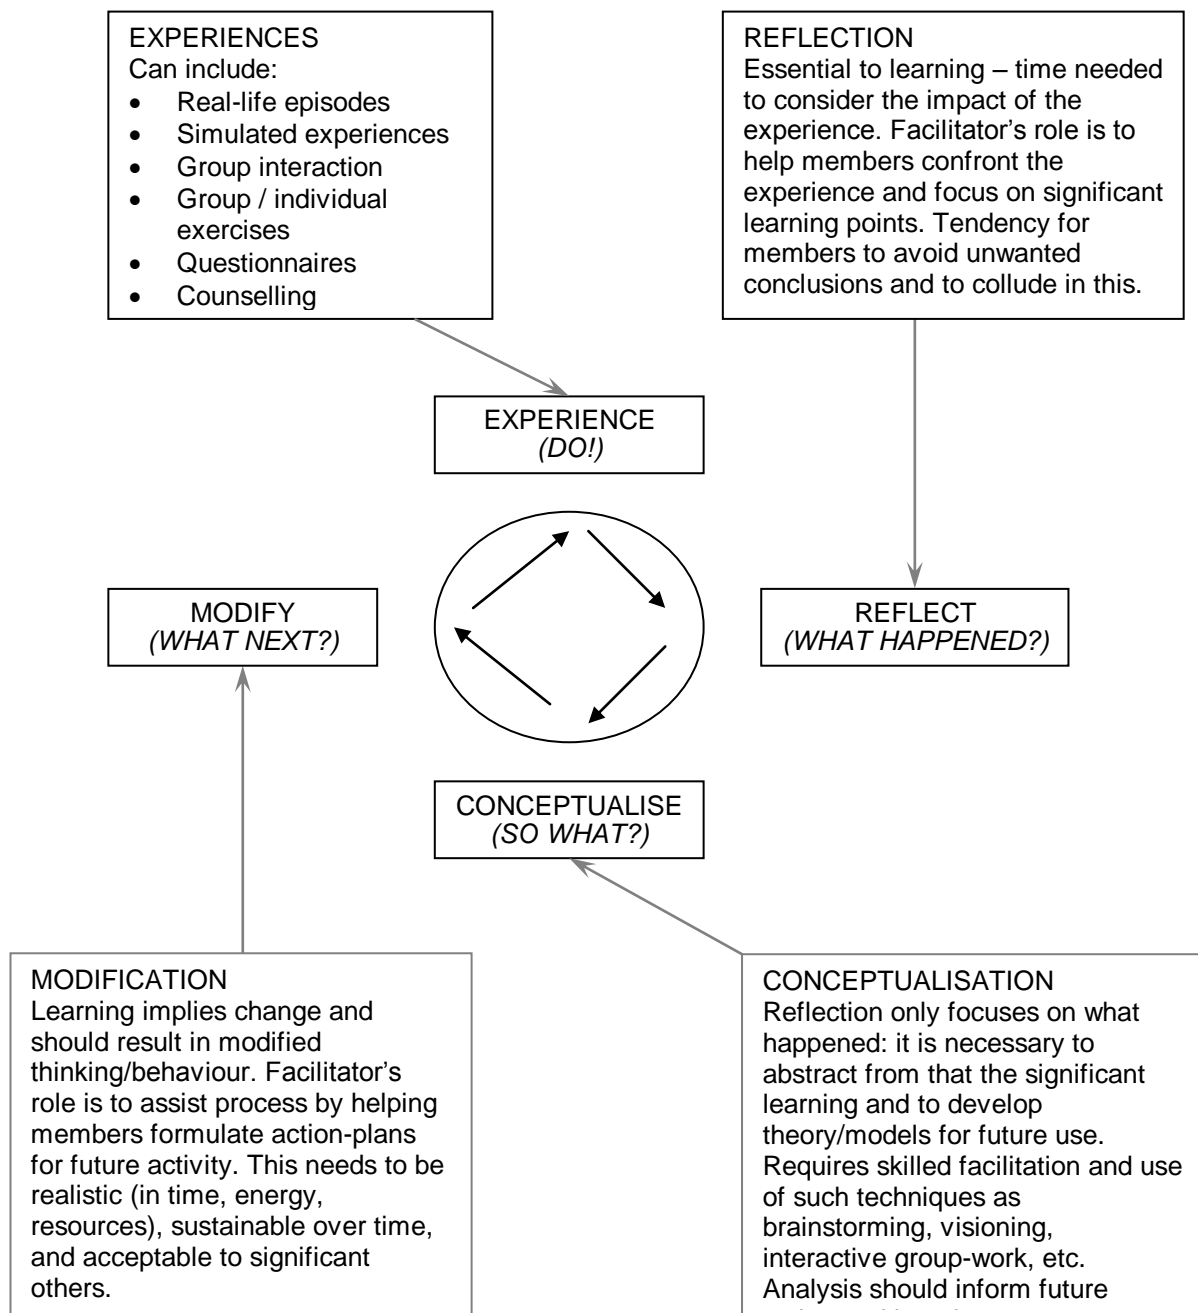 EXPERIENCES
Can include:
• Real-life episodes
• Simulated experiences
• Group interaction
• Group / individual
exercises
• Questionnaires
• Counselling
REFLECTION
Essential to learning – time needed
to consider the impact of the
experience. Facilitator’s role is to
help members confront the
experience and focus on significant
learning points. Tendency for
members to avoid unwanted
conclusions and to collude in this.
EXPERIENCE
(DO!)
MODIFY
(WHAT NEXT?)
REFLECT
(WHAT HAPPENED?)
CONCEPTUALISE
(SO WHAT?)
MODIFICATION
Learning implies change and
should result in modified
thinking/behaviour. Facilitator’s
role is to assist process by helping
members formulate action-plans
for future activity. This needs to be
realistic (in time, energy,
resources), sustainable over time,
and acceptable to significant
others.
CONCEPTUALISATION
Reflection only focuses on what
happened: it is necessary to
abstract from that the significant
learning and to develop
theory/models for future use.
Requires skilled facilitation and use
of such techniques as
brainstorming, visioning,
interactive group-work, etc.
Analysis should inform future